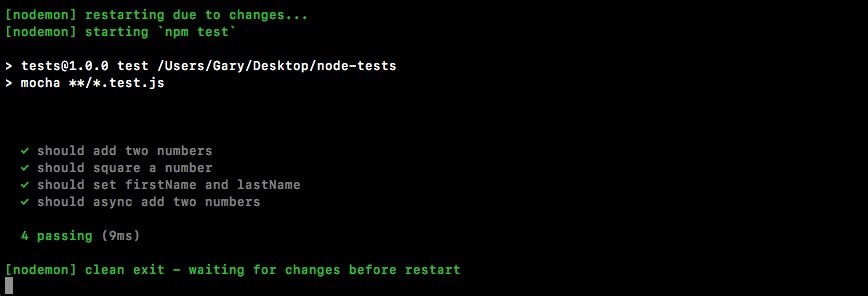 [nodemon] restarting due to changes...
[nodemon] starting `npm test`
> tests@1.0.0 test /Users/Gary/Desktop/node-tests
> mocha **/*.test.js
✓ should add two numbers
✓ should square a number
✓ should set firstName and lastName
✓ should async add two numbers
4 passing (9ms)
[nodemon] clean exit - waiting for changes before restart